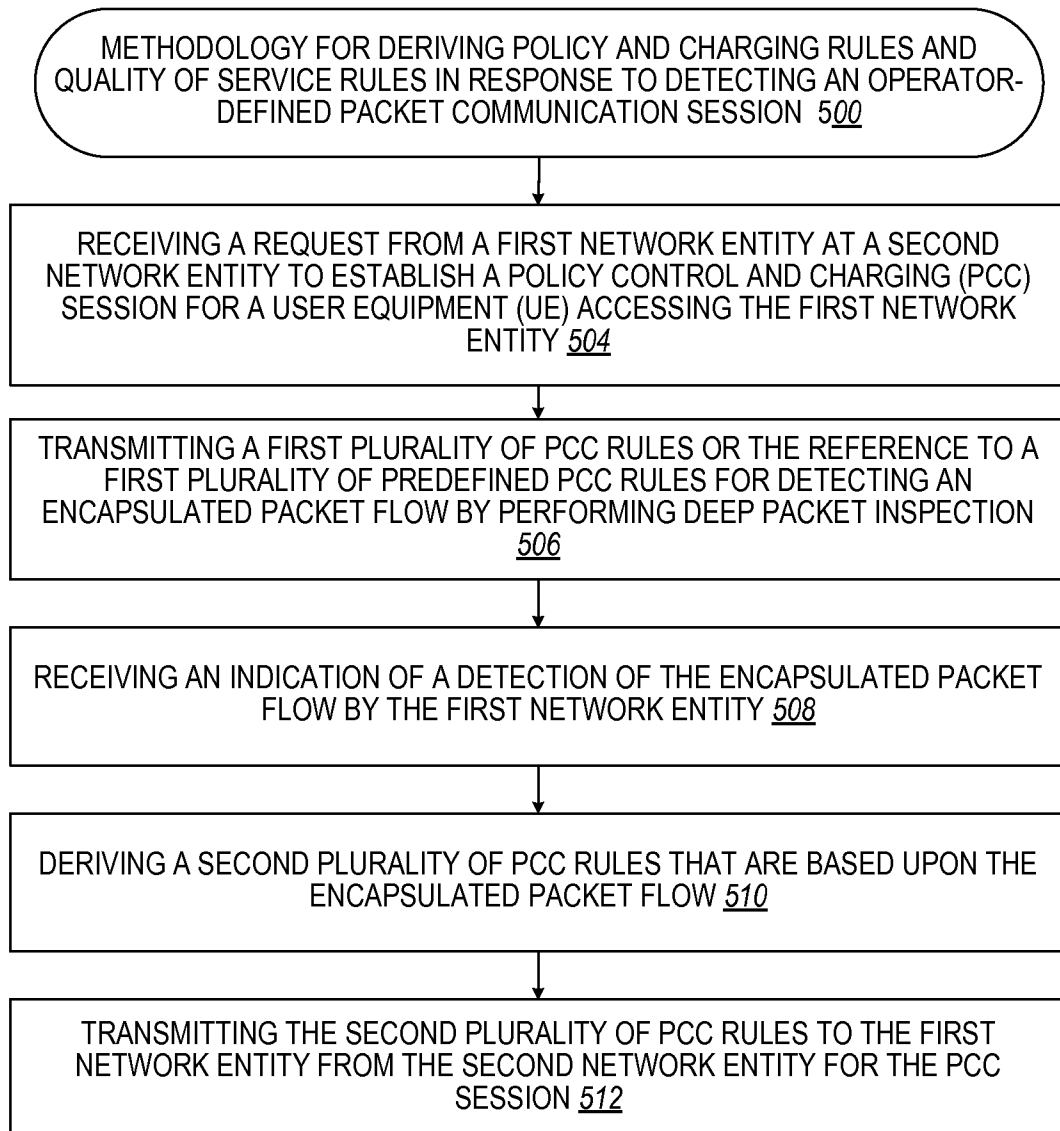 METHODOLOGY FOR DERIVING POLICY AND CHARGING RULES AND
QUALITY OF SERVICE RULES IN RESPONSE TO DETECTING AN OPERATOR-
DEFINED PACKET COMMUNICATION SESSION 500
RECEIVING A REQUEST FROM A FIRST NETWORK ENTITY AT A SECOND
NETWORK ENTITY TO ESTABLISH A POLICY CONTROL AND CHARGING (PCC)
SESSION FOR A USER EQUIPMENT (UE) ACCESSING THE FIRST NETWORK
ENTITY 504
TRANSMITTING A FIRST PLURALITY OF PCC RULES OR THE REFERENCE TO A
FIRST PLURALITY OF PREDEFINED PCC RULES FOR DETECTING AN
ENCAPSULATED PACKET FLOW BY PERFORMING DEEP PACKET INSPECTION
506
RECEIVING AN INDICATION OF A DETECTION OF THE ENCAPSULATED PACKET
FLOW BY THE FIRST NETWORK ENTITY 508
DERIVING A SECOND PLURALITY OF PCC RULES THAT ARE BASED UPON THE
ENCAPSULATED PACKET FLOW 510
TRANSMITTING THE SECOND PLURALITY OF PCC RULES TO THE FIRST
NETWORK ENTITY FROM THE SECOND NETWORK ENTITY FOR THE PCC
SESSION 512